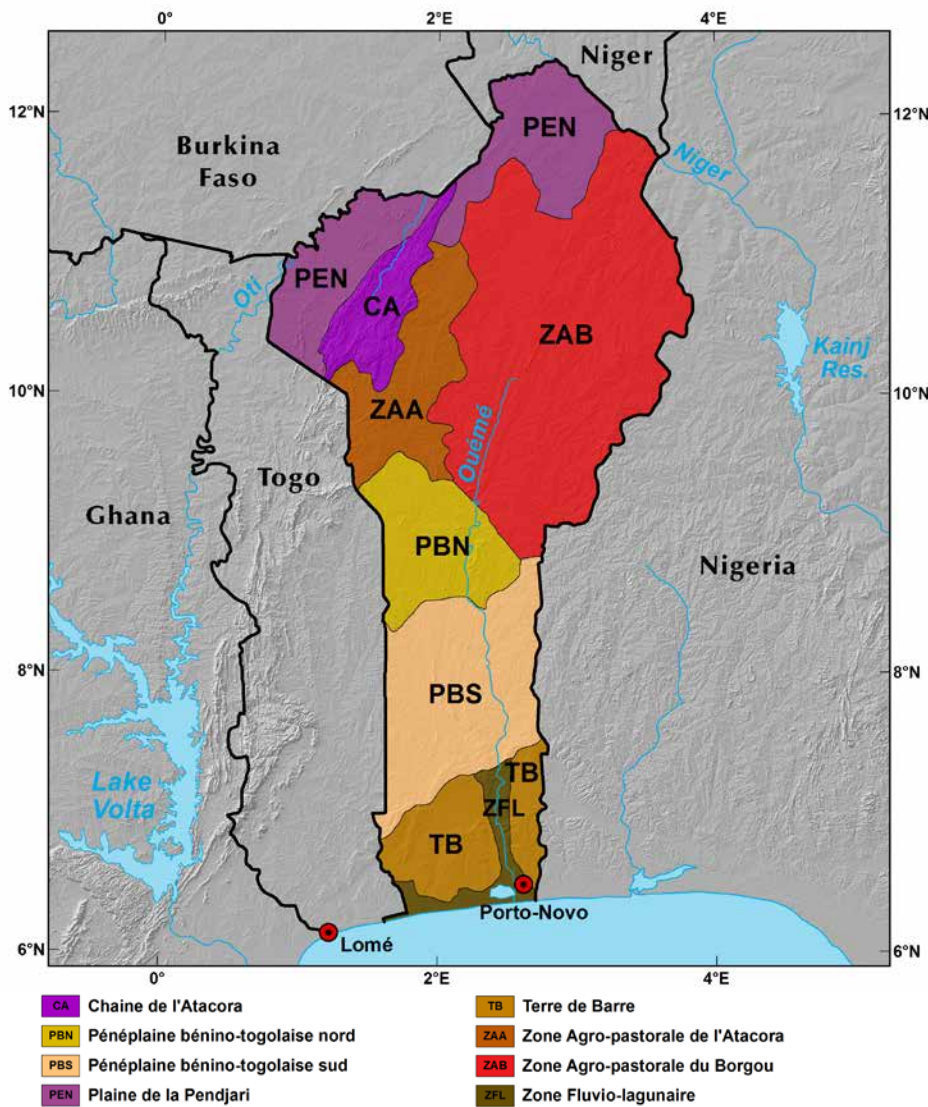 0°
2°E
4°E
12°N
12°N
Niger
PEN
Burkina
Faso
Niger
PEN
Oti
CA
ZAB
Kainj
Res.
10°N
10°N
ZAA
Ouémé
Togo
Ghana
PBN
Nigeria
8°N
8°N
PBS
Lake
Volta
TB
ZFL
TB
Porto-Novo
Lomé
6°N
6°N
0°
2°E
4°E
CA Chaine de l'Atacora
PBN Pénéplaine bénino-togolaise nord
PBS Pénéplaine bénino-togolaise sud
PEN Plaine de la Pendjari
TB Terre de Barre
ZAA Zone Agro-pastorale de l'Atacora
ZAB Zone Agro-pastorale du Borgou
ZFL Zone Fluvio-lagunaire